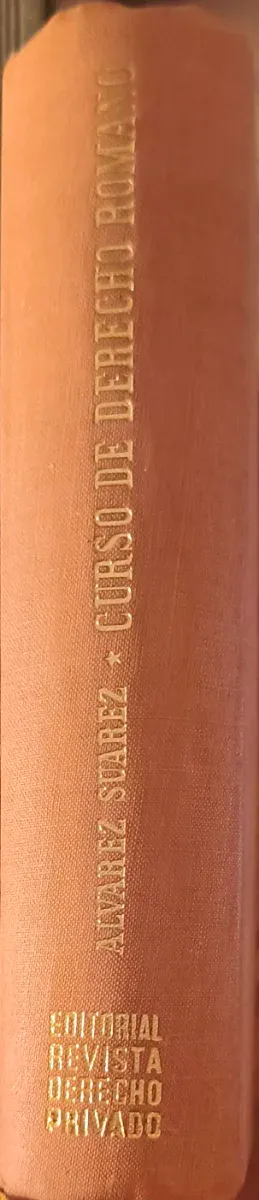 ALVAREZ SUAREZ * CURSO DE DERECHO ROMANO
EDITORIAL
REVISTA
DERECHO
PRIVADO